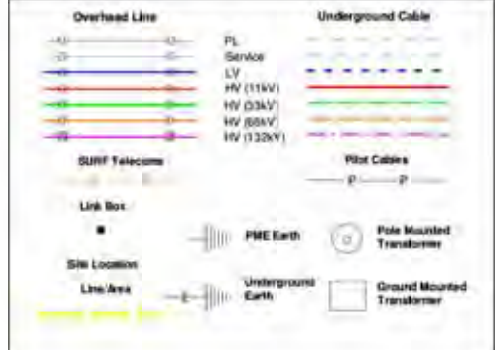 Overhead Line
Underground Cable
PL
Service
LV
HV (11kV)
HV (33kV)
HV (66kV)
HV (132kV)
SURF Telecoms
Pilot Cables
P P
Link Box
PME Earth
Pole Mounted
Transformer
Site Location
Line/Area
Underground
Earth
Ground Mounted
Transformer